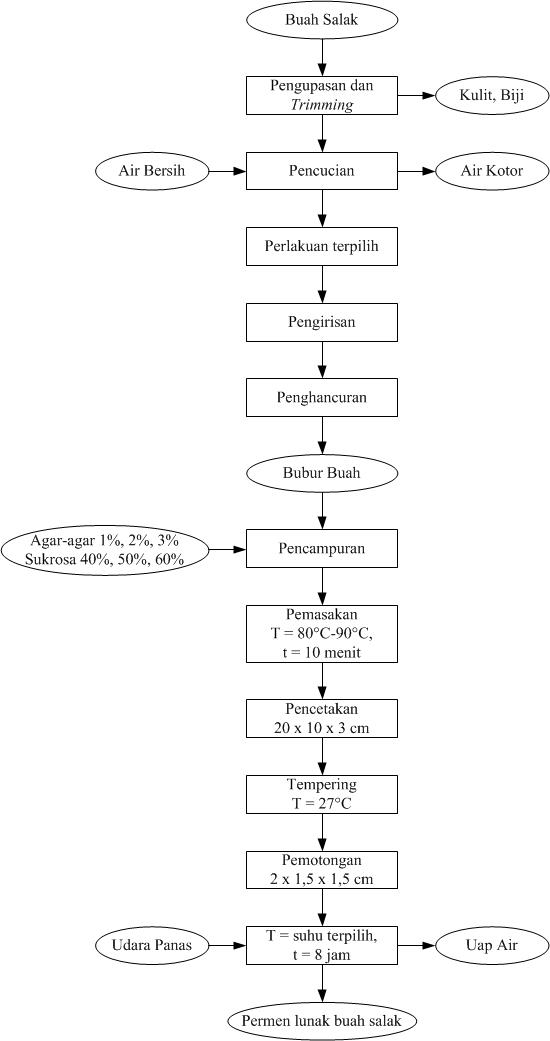 Buah Salak
Pengupasan dan
Trimming
Kulit, Biji
Air Bersih
Pencucian
Air Kotor
Perlakuan terpilih
Pengirisan
Penghancuran
Bubur Buah
Agar-agar 1%, 2%, 3%
Sukrosa 40%, 50%, 60%
Pencampuran
Pemasakan
T = 80°C-90°C,
t = 10 menit
Pencetakan
20 x 10 x 3 cm
Tempering
T = 27°C
Pemotongan
2 x 1,5 x 1,5 cm
Udara Panas
T = suhu terpilih,
t = 8 jam
Uap Air
Permen lunak buah salak